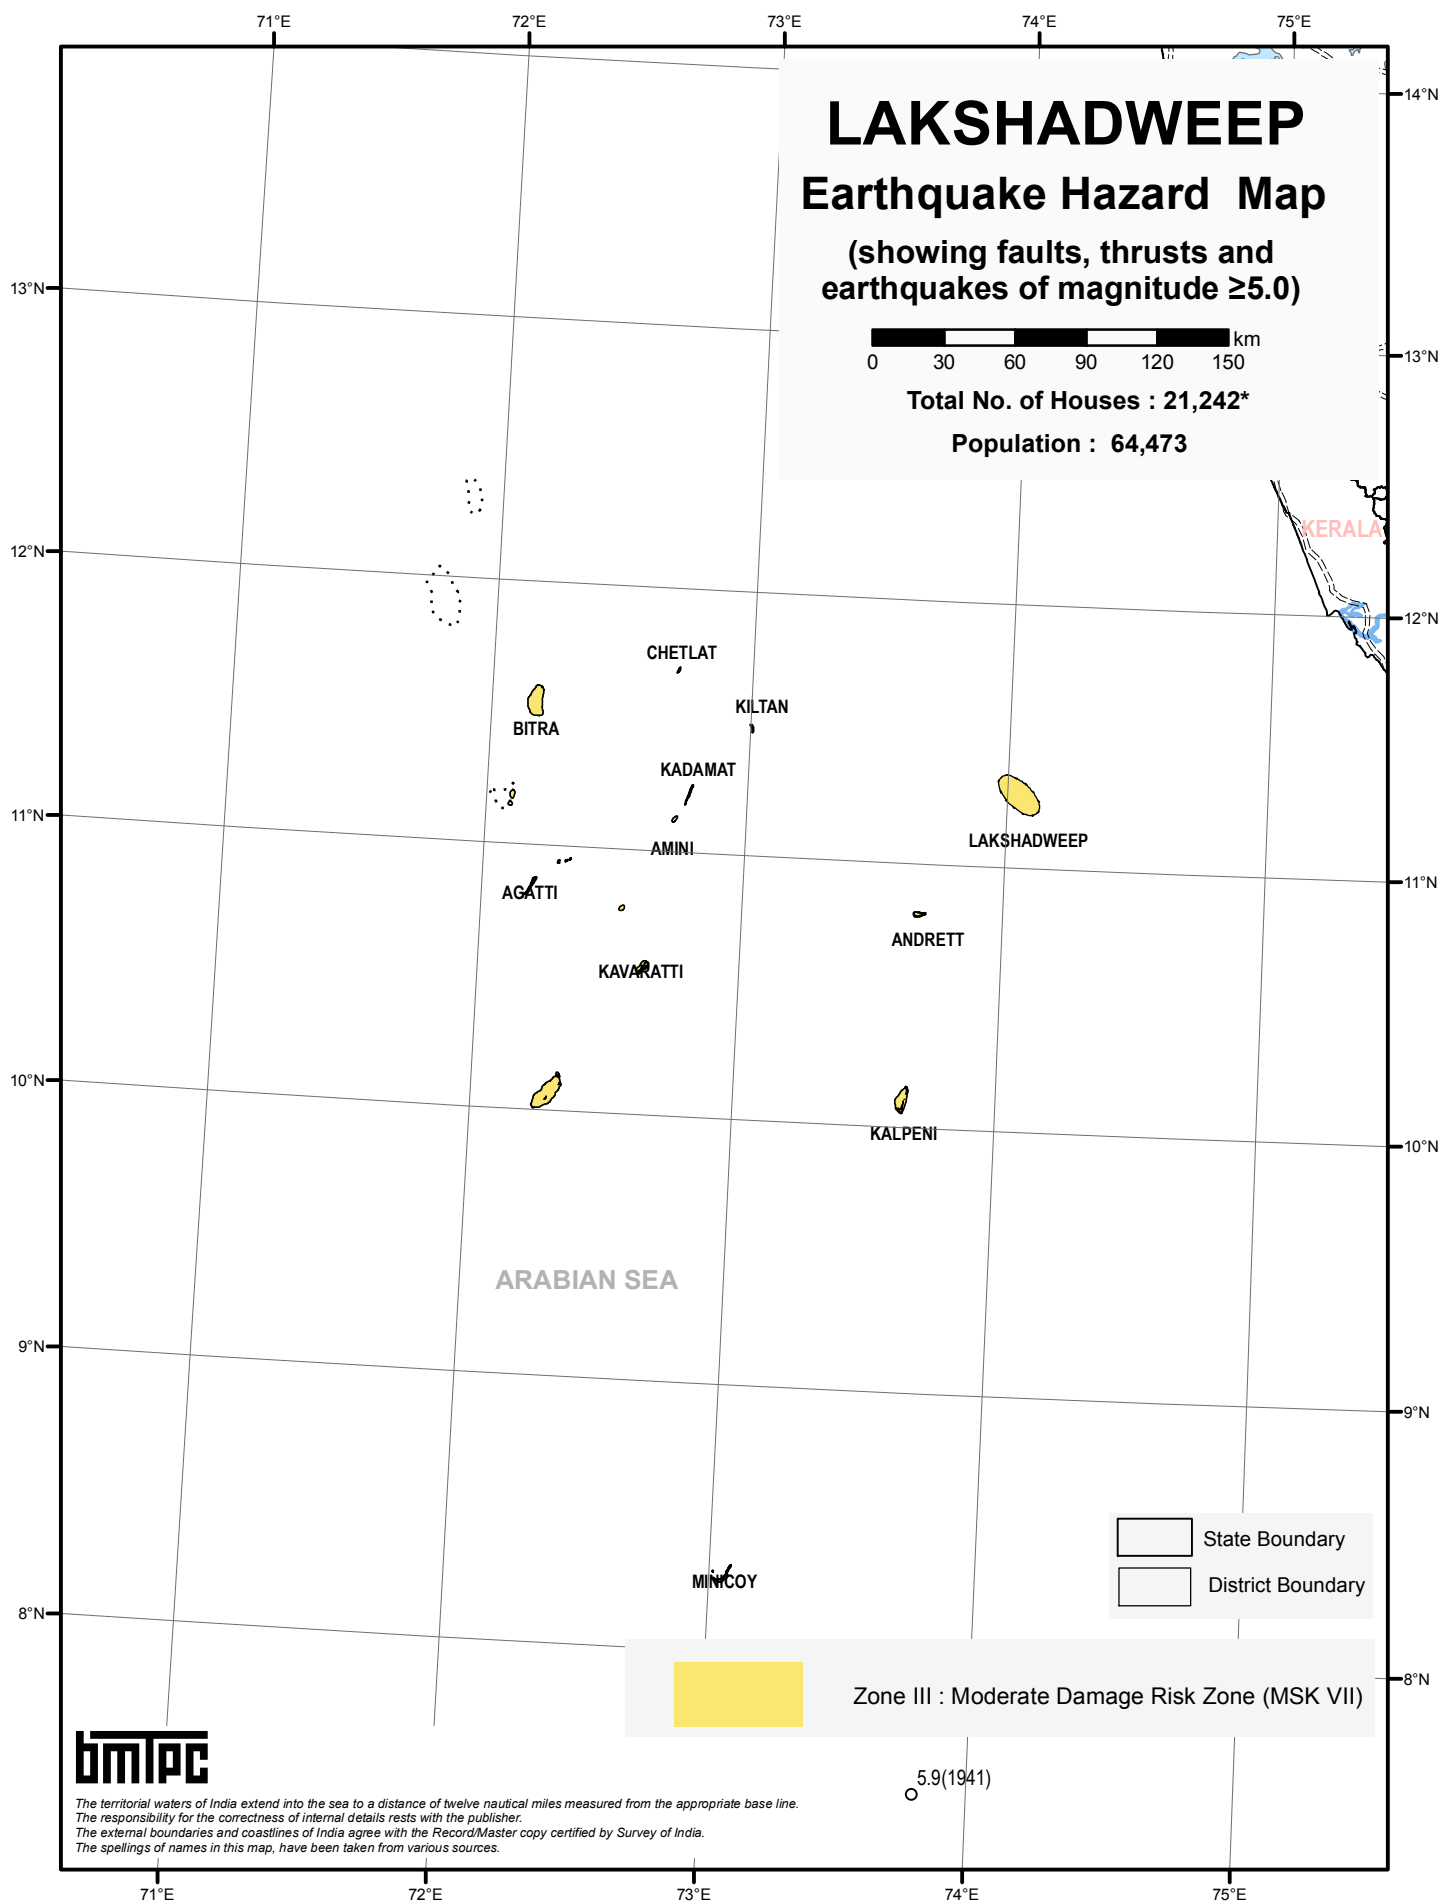 71°E 72°E 73°E 74°E 75°E
LAKSHADWEEP
14°N
Earthquake Hazard Map
(showing faults, thrusts and
earthquakes of magnitude ≥5.0)
13°N
km
0 30 60 90 120 150
13°N
Total No. of Houses : 21,242*
Population : 64,473
KERALA
12°N
12°N
CHETLAT
KILTAN
BITRA
KADAMAT
11°N
LAKSHADWEEP
AMINI
11°N
AGATTI
ANDRETT
KAVARATTI
10°N
KALPENI
10°N
ARABIAN SEA
9°N
9°N
State Boundary
MINICOY
District Boundary
8°N
8°N
Zone III : Moderate Damage Risk Zone (MSK VII)
bmTPC
5.9(1941)
The territorial waters of India extend into the sea to a distance of twelve nautical miles measured from the appropriate base line.
The responsibility for the correctness of internal details rests with the publisher.
The external boundaries and coastlines of India agree with the Record/Master copy certified by Survey of India.
The spellings of names in this map, have been taken from various sources.
71°E 72°E 73°E 74°E 75°E